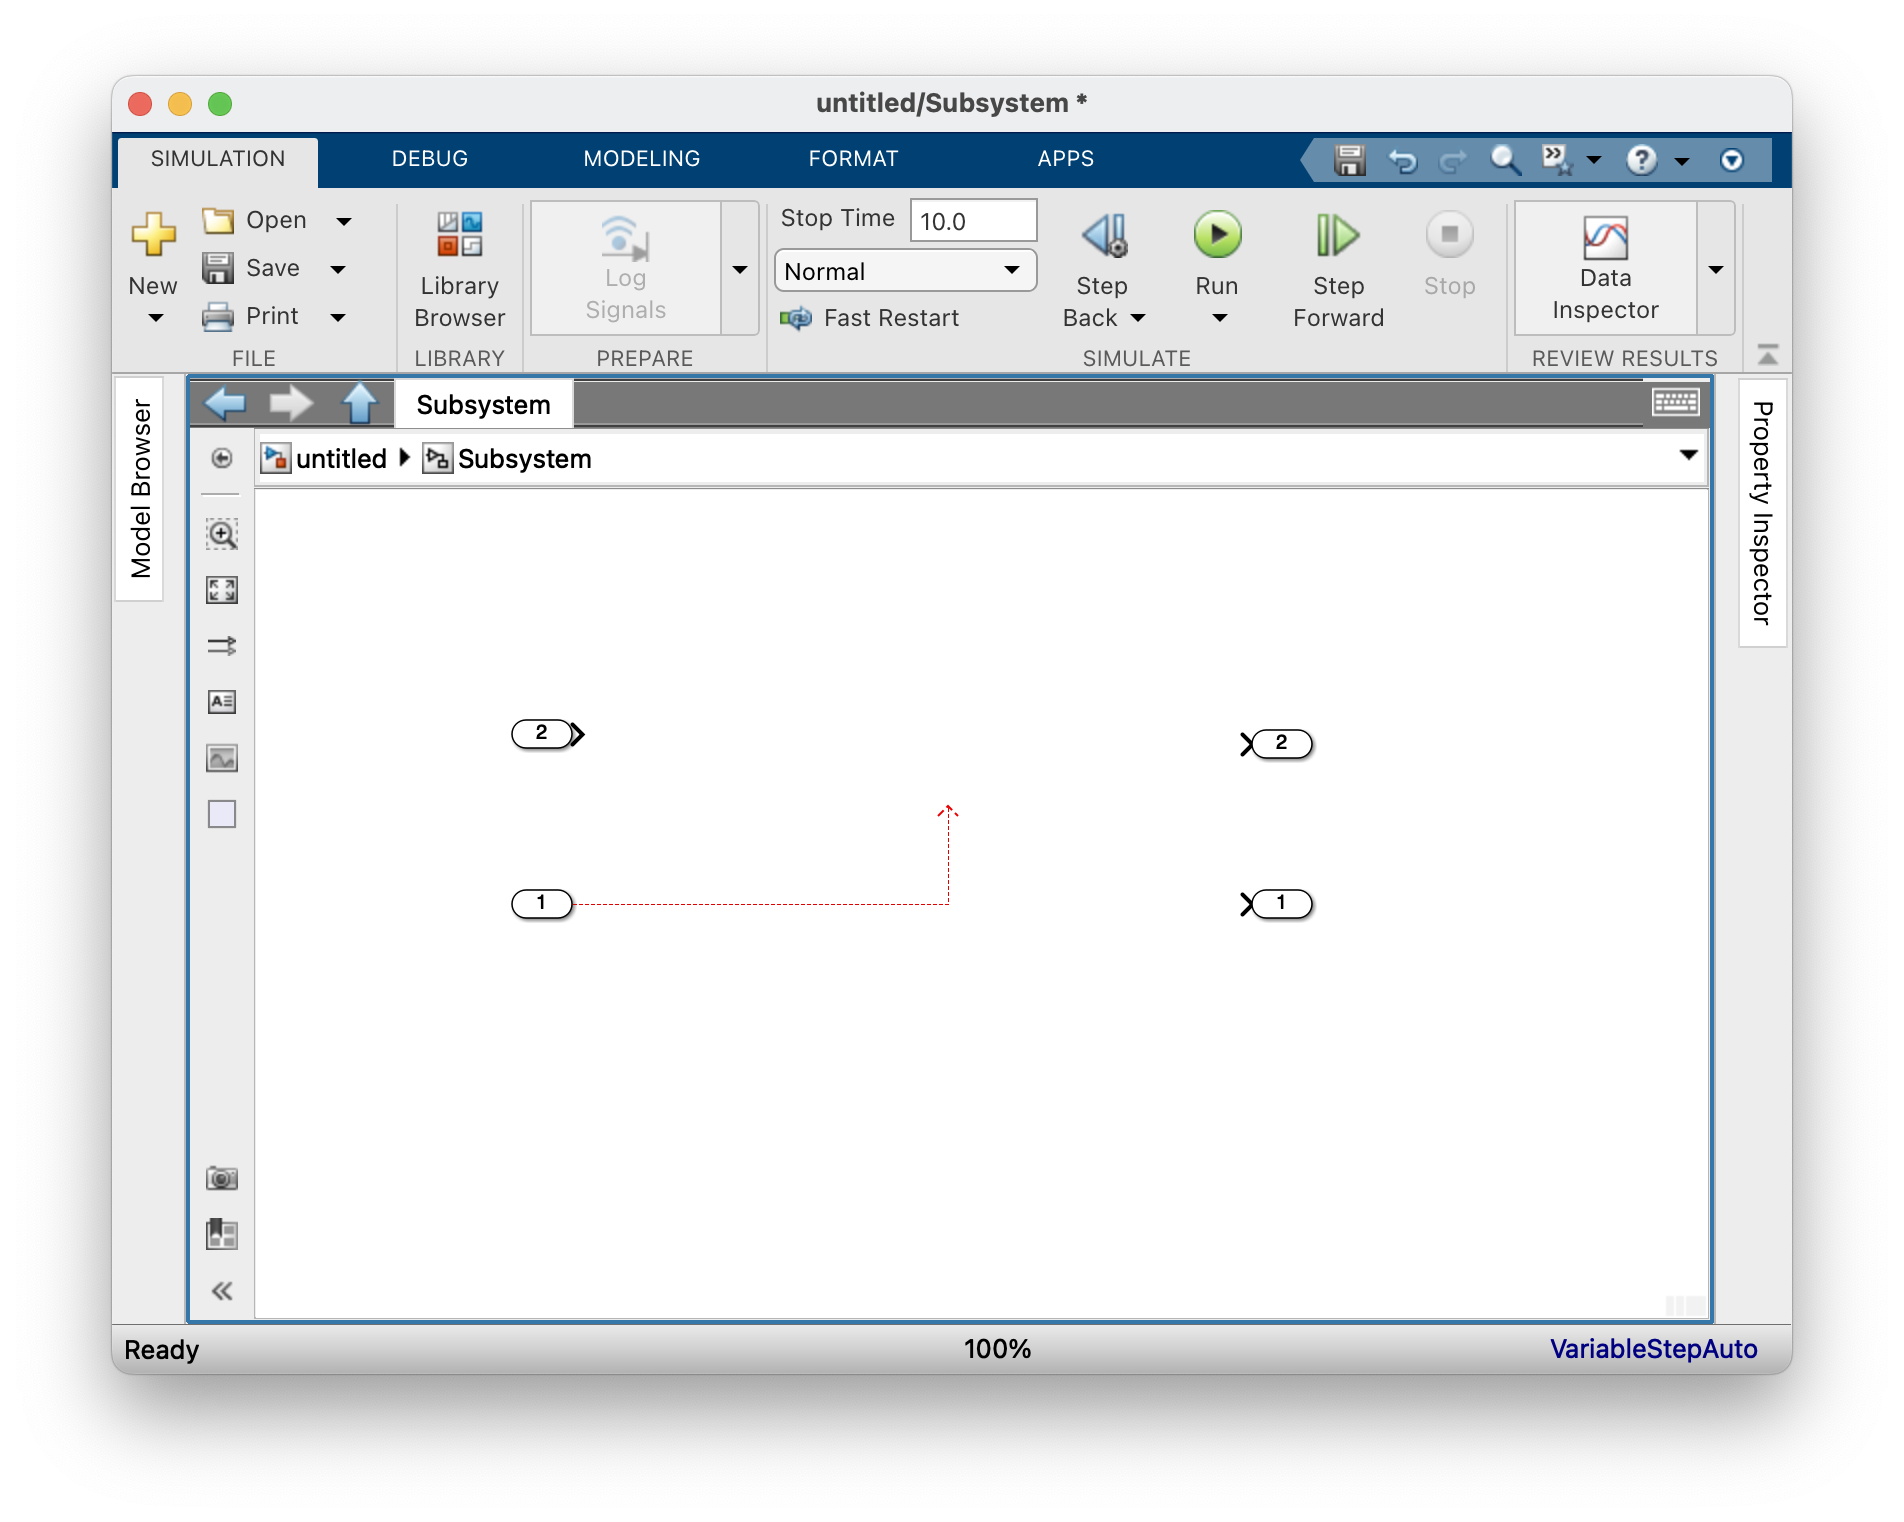 untitled/Subsystem *
SIMULATION DEBUG MODELING FORMAT APPS
New
Open
Save
Print
FILE
Library
Browser
LIBRARY
Log
Signals
PREPARE
Stop Time 10.0
Normal
Fast Restart
Step
Back
Run
Step
Forward
Stop
SIMULATE
Data
Inspector
REVIEW RESULTS
Model Browser
Subsystem
untitled Subsystem
Property Inspector
2
2
1
1
Ready 100% VariableStepAuto